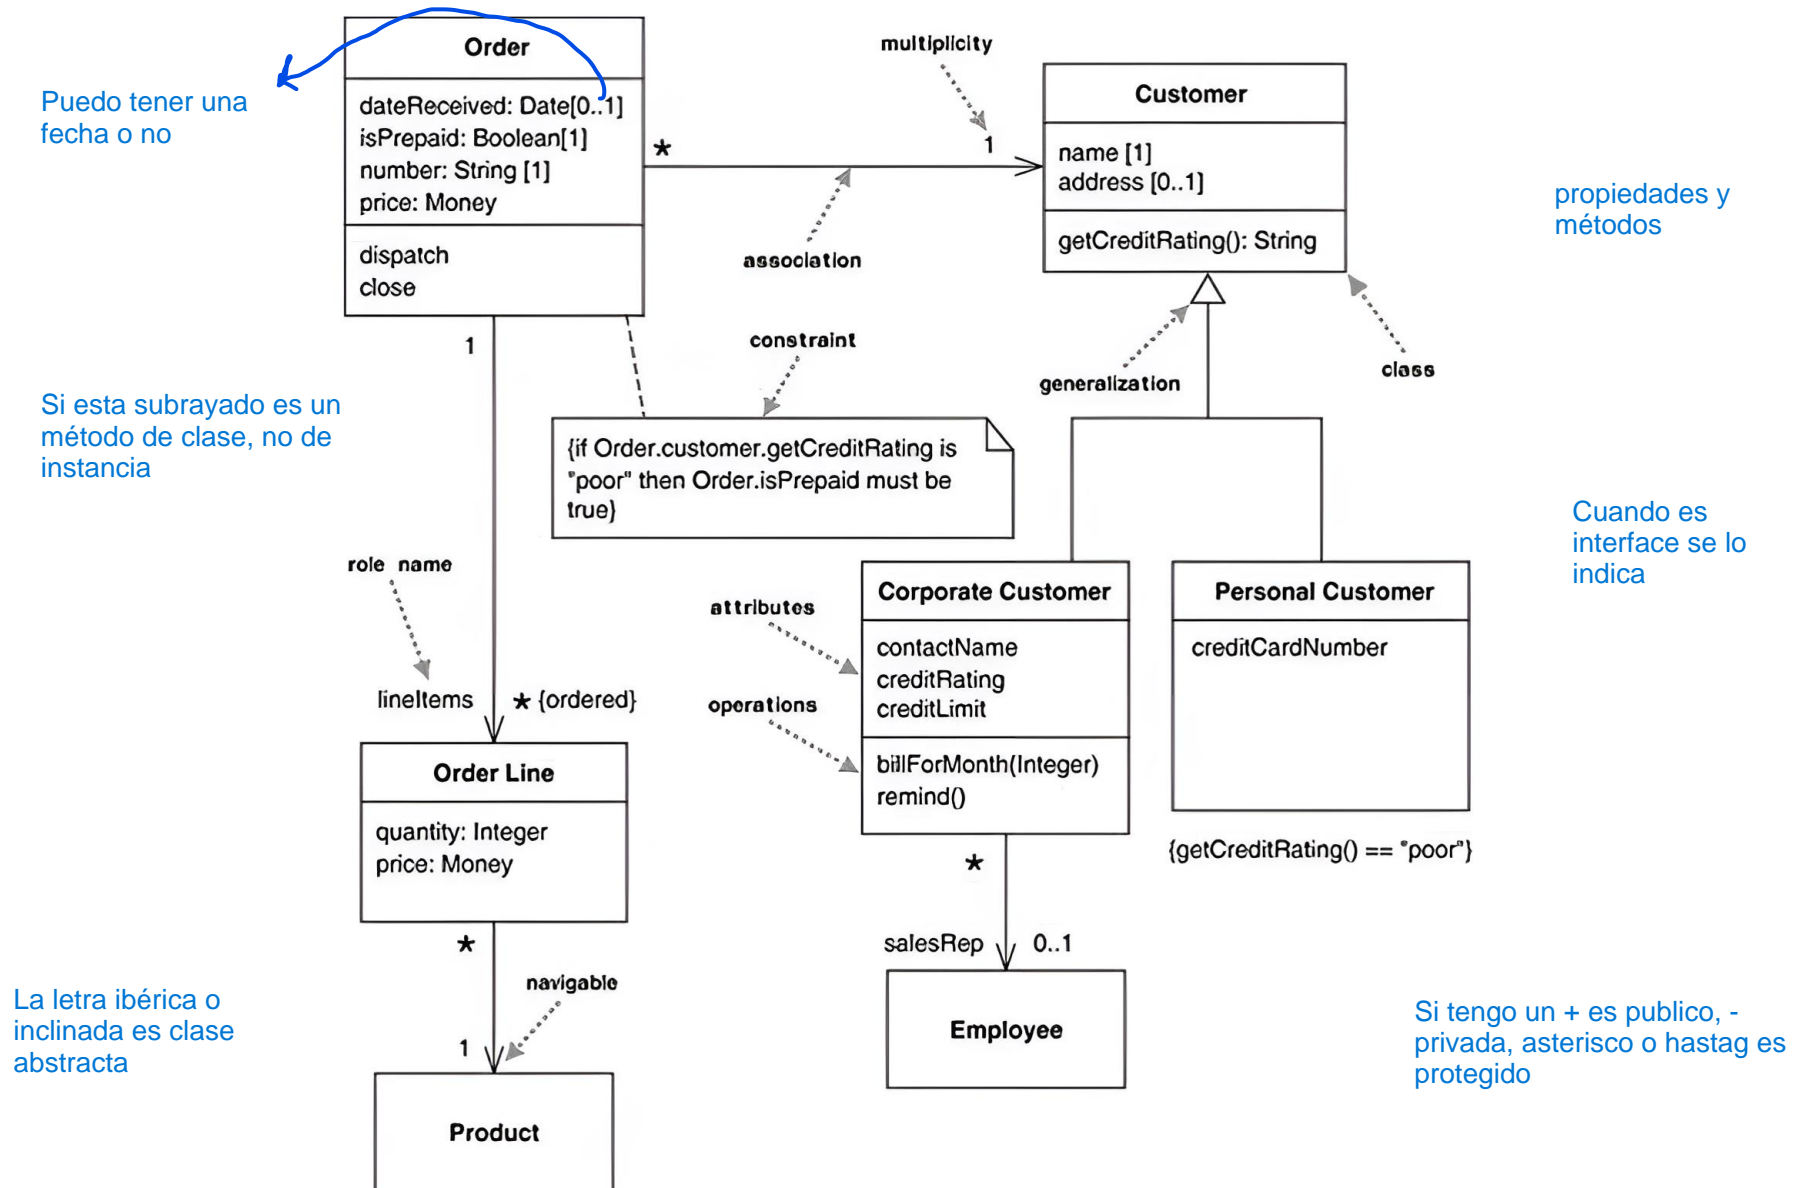 Order
dateReceived: Date[0..1]
isPrepaid: Boolean[1]
number: String [1]
price: Money
dispatch
close
Puedo tener una
fecha o no
multiplicity
*
1
association
Customer
name [1]
address [0..1]
getCreditRating(): String
propiedades y
métodos
1
constraint
generalization
class
Si esta subrayado es un
método de clase, no de
instancia
{if Order.customer.getCreditRating is
"poor" then Order.isPrepaid must be
true}
Cuando es
interface se lo
indica
role name
lineItems
* {ordered}
attributes
operations
Corporate Customer
contactName
creditRating
creditLimit
billForMonth(Integer)
remind()
Personal Customer
creditCardNumber
{getCreditRating() == "poor"}
Order Line
quantity: Integer
price: Money
*
salesRep
0..1
Employee
*
navigable
1
Product
La letra ibérica o
inclinada es clase
abstracta
Si tengo un + es publico, -
privada, asterisco o hastag es
protegido